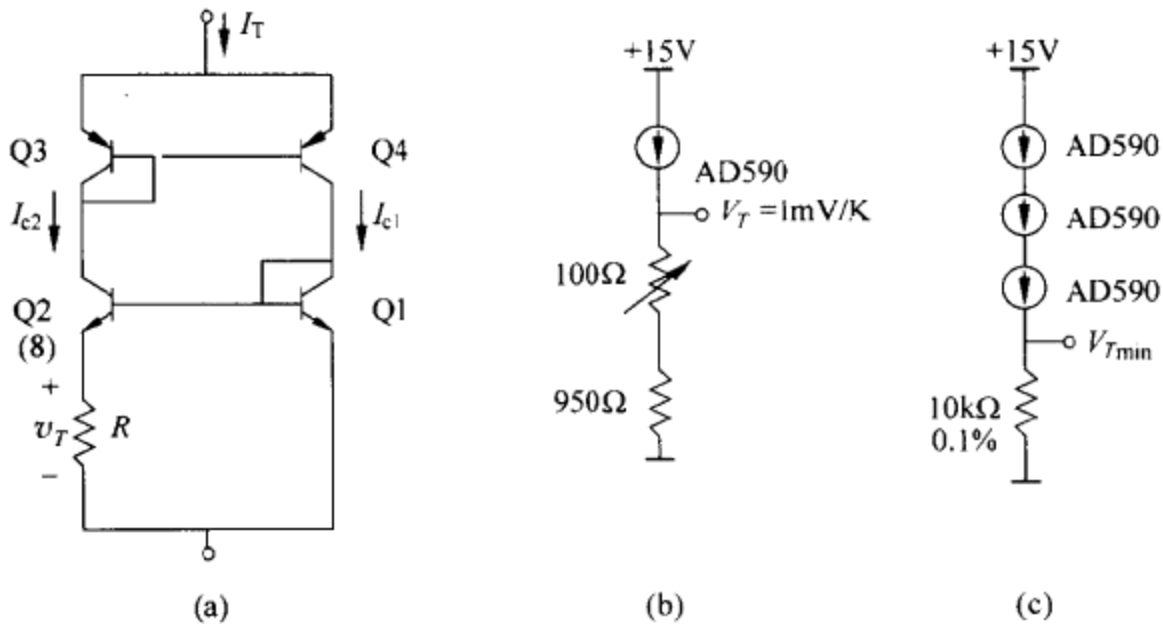 I_T
Q3
Q4
I_c2
I_c1
Q2
(8)
Q1
+
v_T
R
−
(a)
+15V
AD590
V_T =1mV/K
100Ω
950Ω
(b)
+15V
AD590
AD590
AD590
V_Tmin
10kΩ
0.1%
(c)